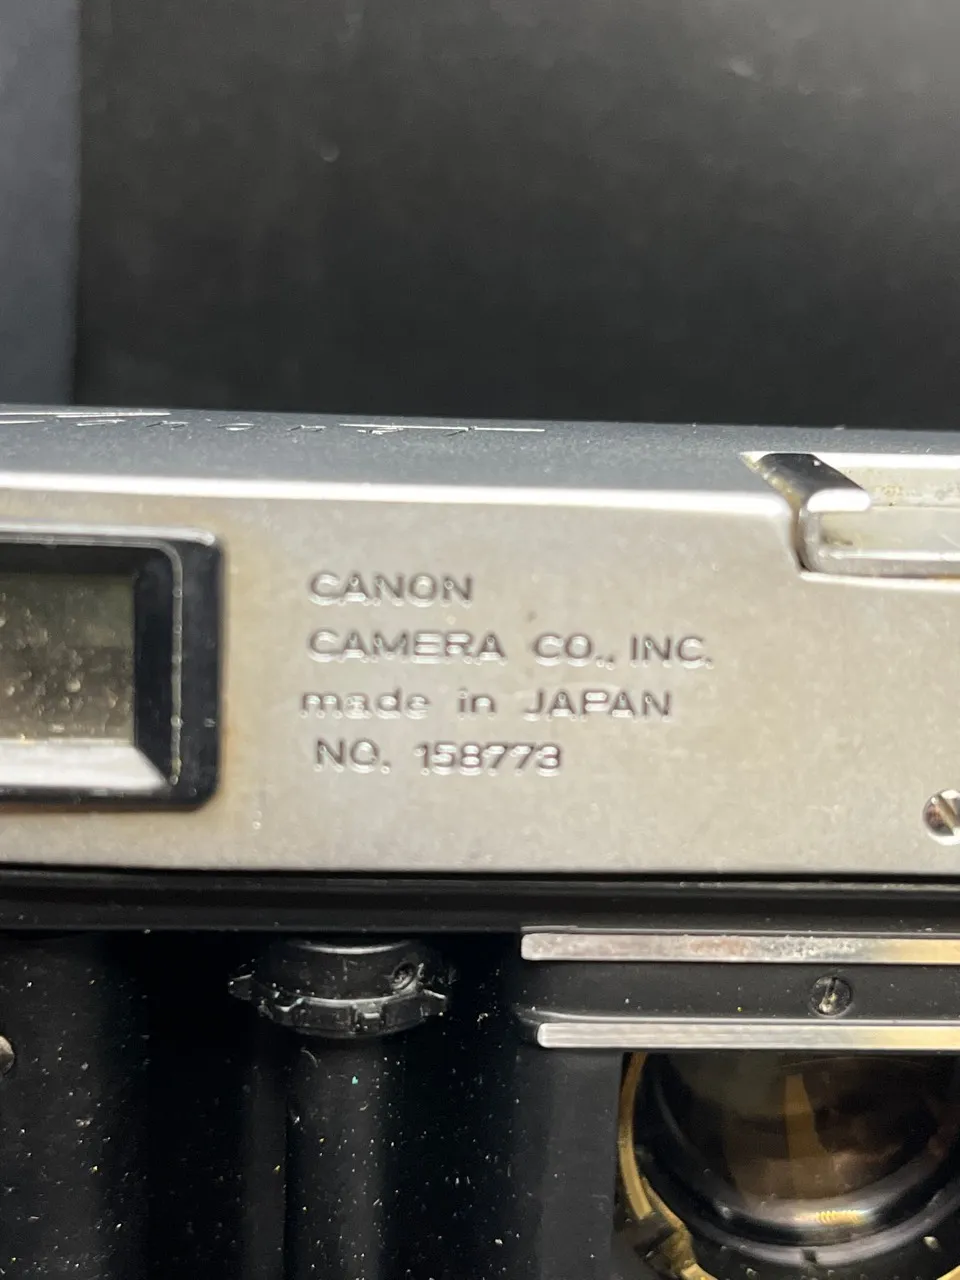 CANON
CAMERA CO., INC.
made in JAPAN
NO. 158773